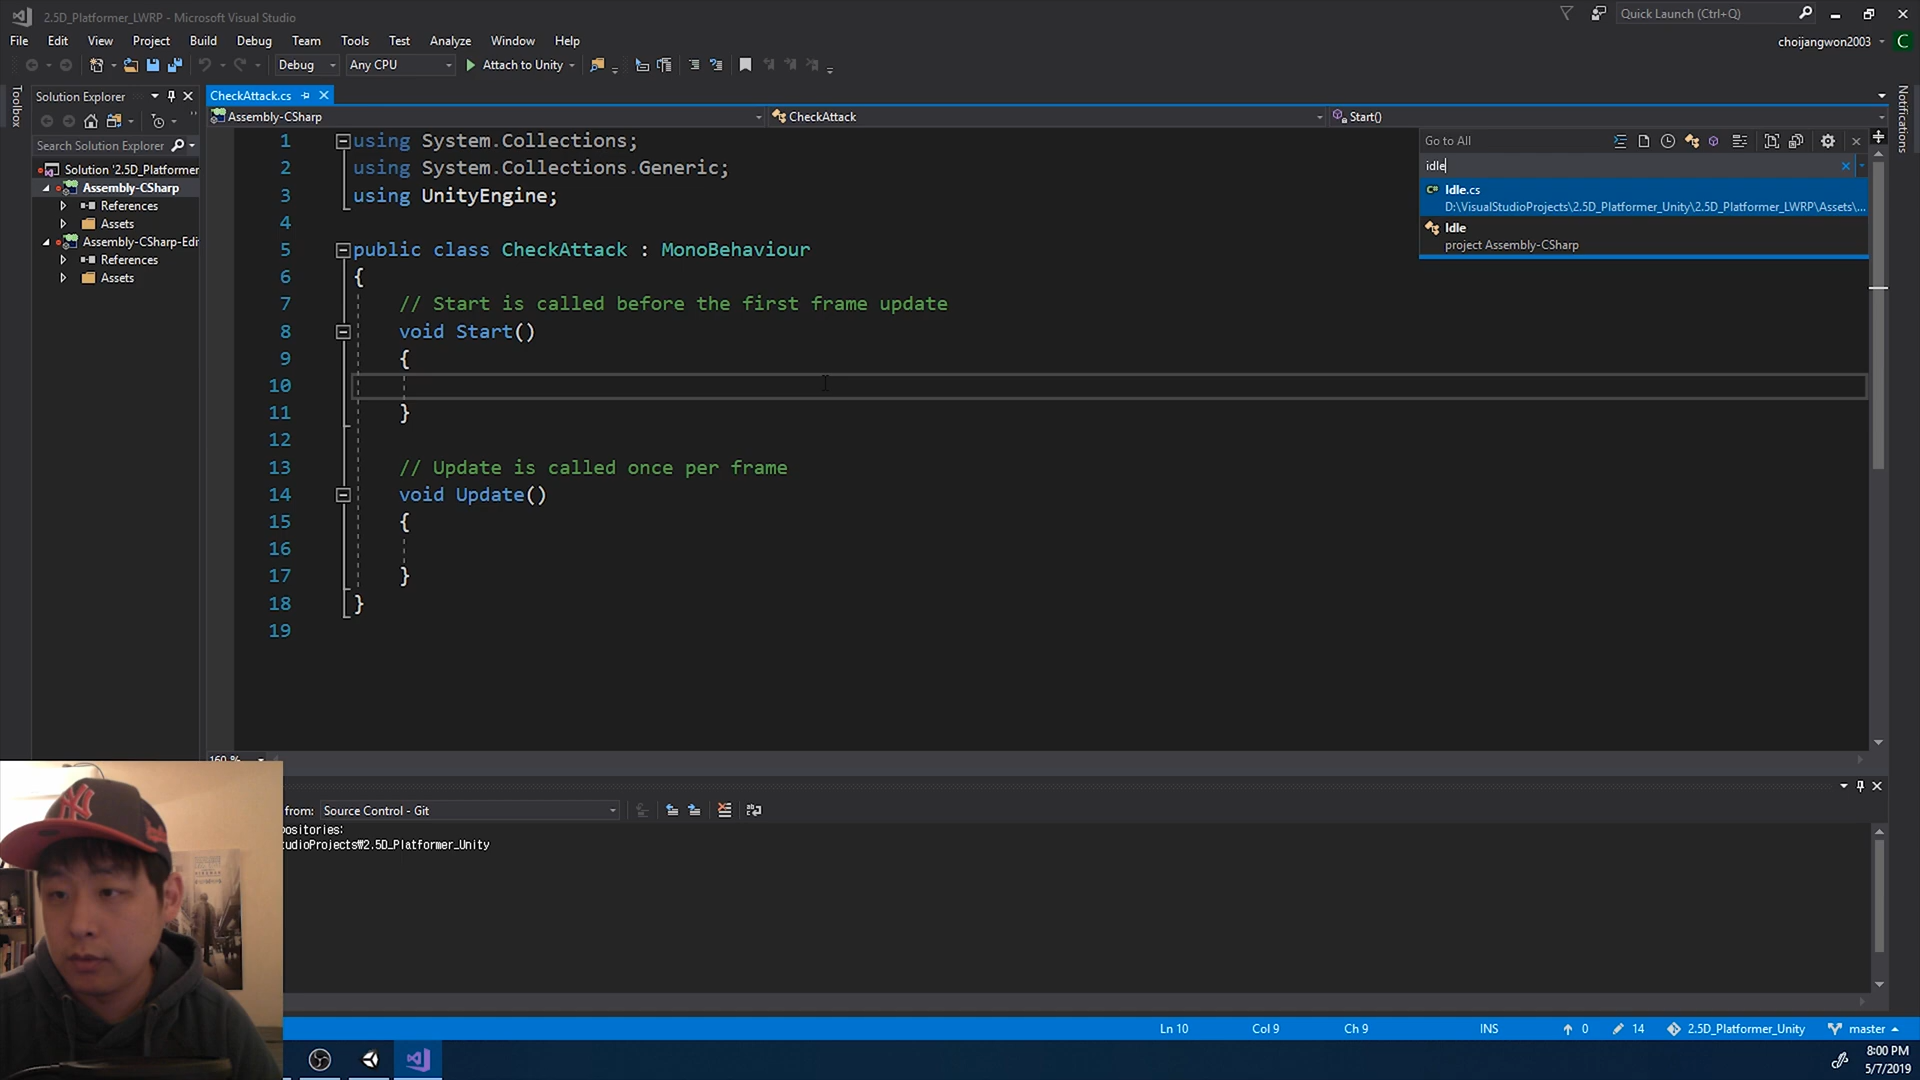 2.5D_Platformer_LWRP - Microsoft Visual Studio
Quick Launch (Ctrl+Q)
File Edit View Project Build Debug Team Tools Test Analyze Window Help
choijangwon2003 C
Debug Any CPU Attach to Unity
Toolbox
Solution Explorer
CheckAttack.cs
Notifications
Assembly-CSharp CheckAttack Start()
Search Solution Explorer
Solution '2.5D_Platformer
Assembly-CSharp
References
Assets
Assembly-CSharp-Edi
References
Assets
Go to All
idle
C# Idle.cs
D:\VisualStudioProjects\2.5D_Platformer_Unity\2.5D_Platformer_LWRP\Assets\...
Idle
project Assembly-CSharp
1 using System.Collections;
2 using System.Collections.Generic;
3 using UnityEngine;
4
5 public class CheckAttack : MonoBehaviour
6 {
7 // Start is called before the first frame update
8 void Start()
9 {
10
11 }
12
13 // Update is called once per frame
14 void Update()
15 {
16
17 }
18 }
19
160 %
from: Source Control - Git
positories:
tudioProjects₩2.5D_Platformer_Unity
Ln 10 Col 9 Ch 9 INS 0 14 2.5D_Platformer_Unity master
8:00 PM
5/7/2019